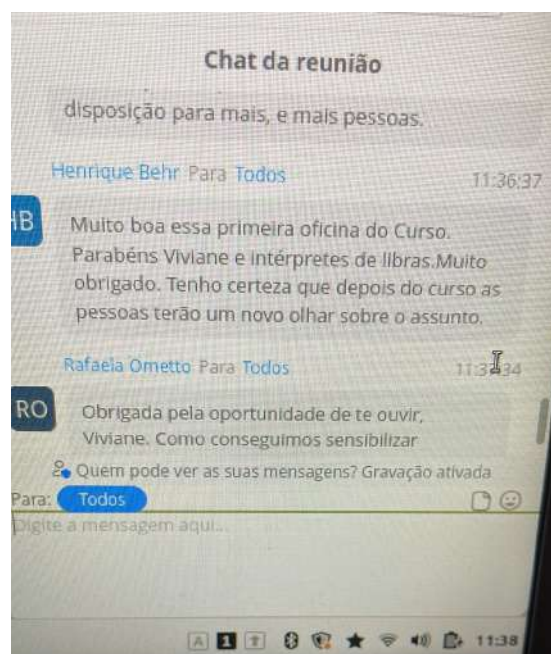 Chat da reunião
disposição para mais, e mais pessoas.
Henrique Behr Para Todos 11:36:37
Muito boa essa primeira oficina do Curso.
Parabéns Viviane e intérpretes de libras.Muito
obrigado. Tenho certeza que depois do curso as
pessoas terão um novo olhar sobre o assunto.
Rafaela Ometto Para Todos
RO
Obrigada pela oportunidade de te ouvir,
Viviane. Como conseguimos sensibilizar
Quem pode ver as suas mensagens? Gravação ativada
Para: Todos
Digite a mensagem aqui...
A 1 11:38